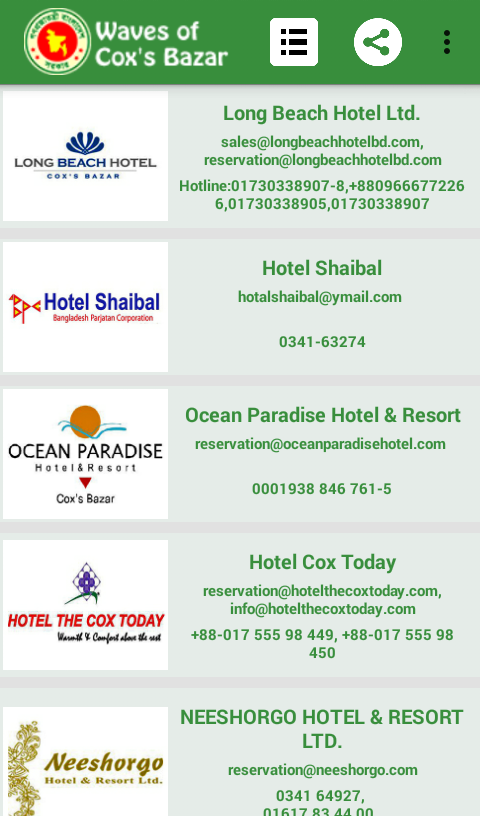 Waves of
Cox's Bazar
LONG BEACH HOTEL
COX'S BAZAR
Long Beach Hotel Ltd.
sales@longbeachhotelbd.com,
reservation@longbeachhotelbd.com
Hotline:01730338907-8,+880966677226
6,01730338905,01730338907
Hotel Shaibal
Bangladesh Parjatan Corporation
Hotel Shaibal
hotalshaibal@ymail.com
0341-63274
OCEAN PARADISE
Hotel & Resort
Cox's Bazar
Ocean Paradise Hotel & Resort
reservation@oceanparadisehotel.com
0001938 846 761-5
HOTEL THE COX TODAY
Warmth & Comfort above the rest
Hotel Cox Today
reservation@hotelthecoxtoday.com,
info@hotelthecoxtoday.com
+88-017 555 98 449, +88-017 555 98
450
Neeshorgo
Hotel & Resort Ltd.
NEESHORGO HOTEL & RESORT
LTD.
reservation@neeshorgo.com
0341 64927,
01617 83 44 00